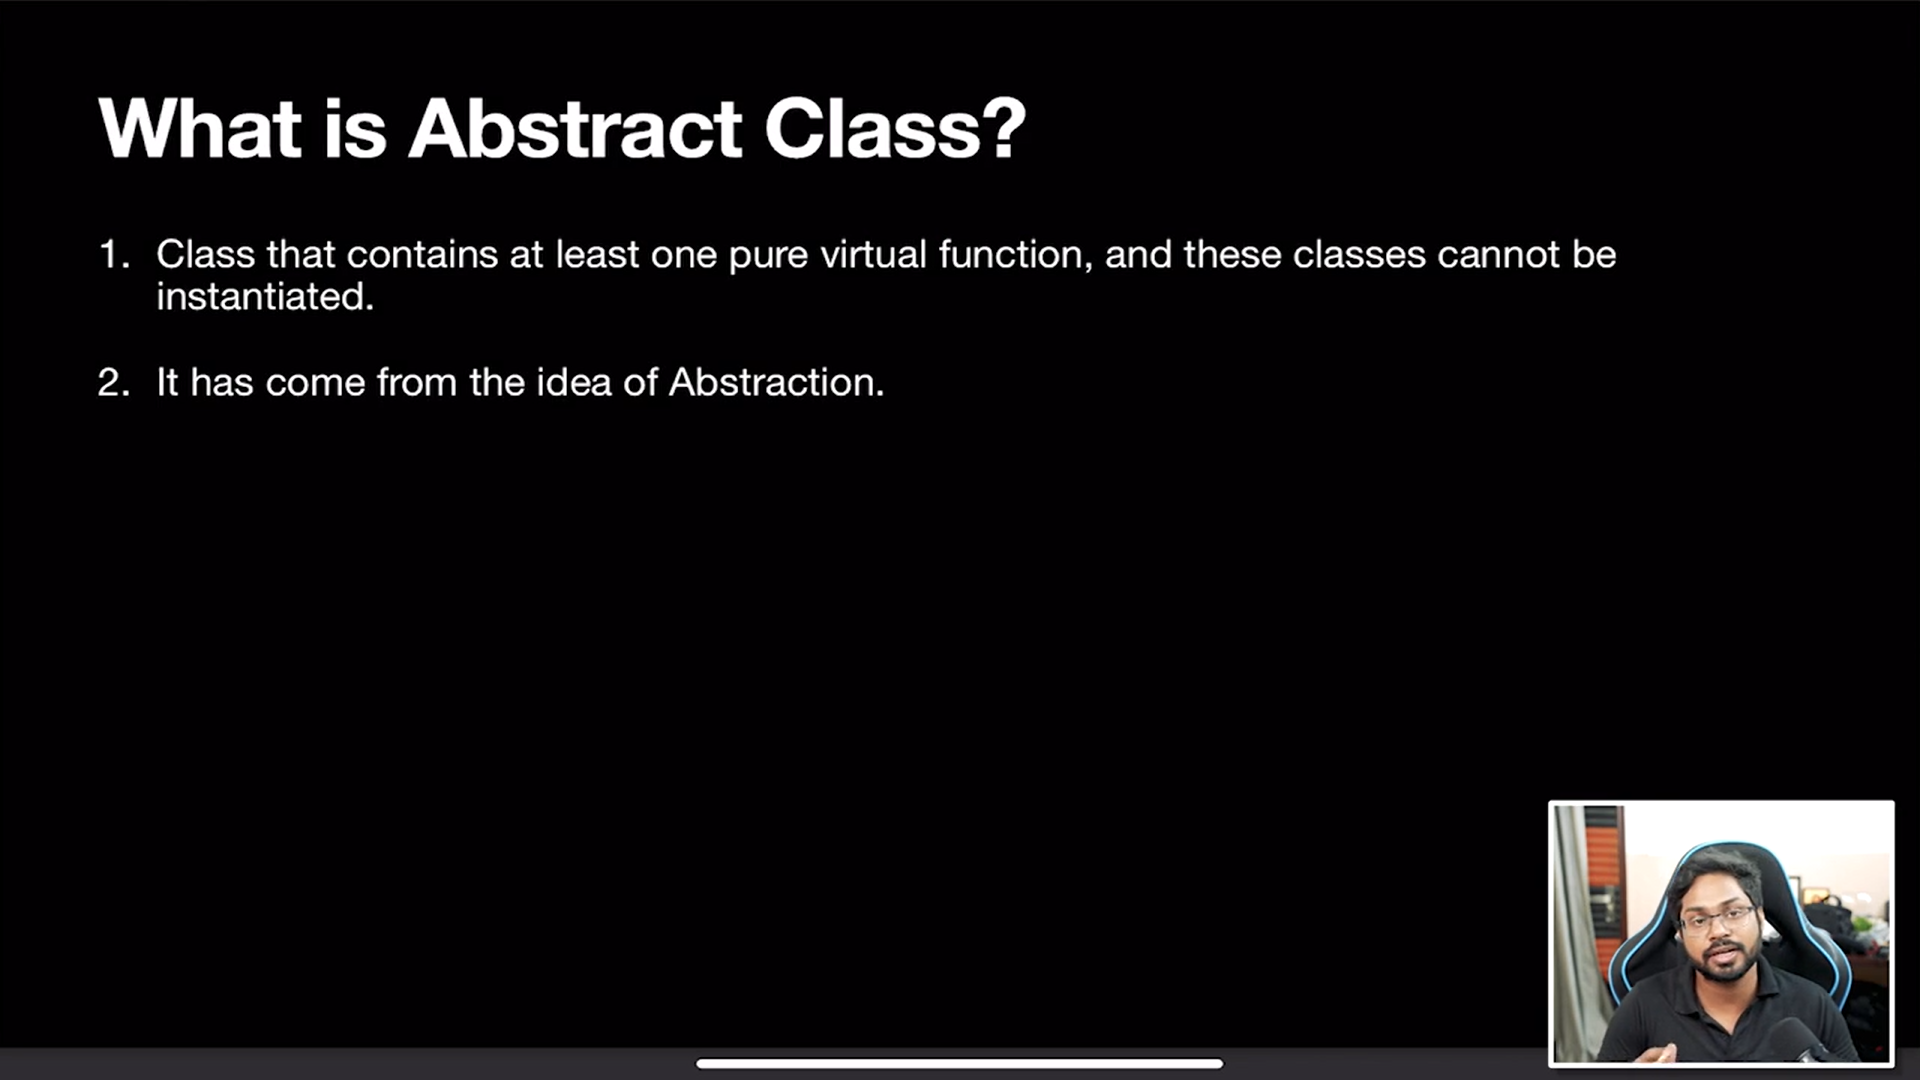 What is Abstract Class?
1. Class that contains at least one pure virtual function, and these classes cannot be
instantiated.
2. It has come from the idea of Abstraction.